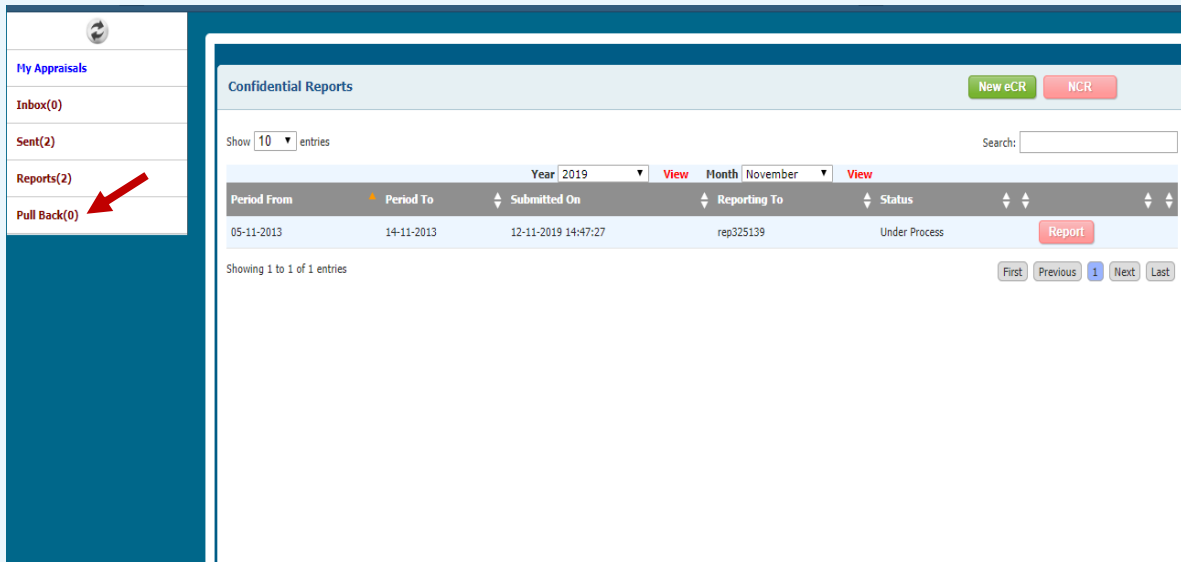 My Appraisals
Inbox(0)
Sent(2)
Reports(2)
Pull Back(0)
Confidential Reports New eCR NCR
Show 10 entries Search:
Year 2019 View Month November View
Period From Period To Submitted On Reporting To Status
05-11-2013 14-11-2013 12-11-2019 14:47:27 rep325139 Under Process Report
Showing 1 to 1 of 1 entries First Previous 1 Next Last